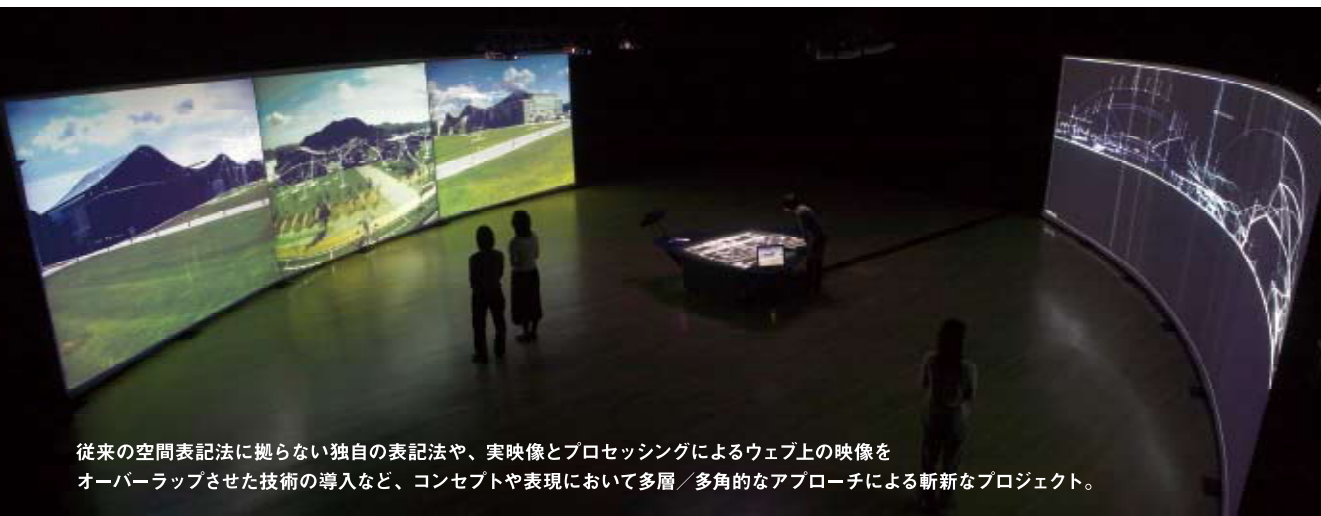 従来の空間表記法に拠らない独自の表記法や、実映像とプロセッシングによるウェブ上の映像を
オーバーラップさせた技術の導入など、コンセプトや表現において多層／多角的なアプローチによる斬新なプロジェクト。